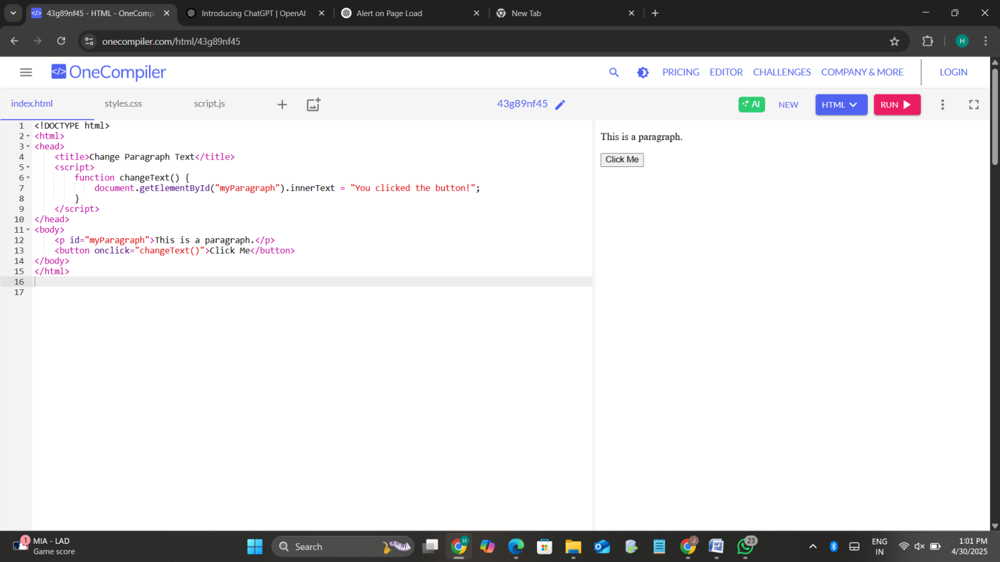 43g89nf45 - HTML - OneComp
Introducing ChatGPT | OpenAI
Alert on Page Load
New Tab
onecompiler.com/html/43g89nf45
H
</> OneCompiler
PRICING
EDITOR
CHALLENGES
COMPANY & MORE
LOGIN
index.html
styles.css
script.js
43g89nf45
AI
NEW
HTML
RUN
1 <!DOCTYPE html>
2 <html>
3 <head>
4     <title>Change Paragraph Text</title>
5     <script>
6         function changeText() {
7             document.getElementById("myParagraph").innerText = "You clicked the button!";
8         }
9     </script>
10 </head>
11 <body>
12     <p id="myParagraph">This is a paragraph.</p>
13     <button onclick="changeText()">Click Me</button>
14 </body>
15 </html>
16
17
This is a paragraph.
Click Me
1
MIA - LAD
Game score
Search
H
J
23
ENG
IN
1:01 PM
4/30/2025